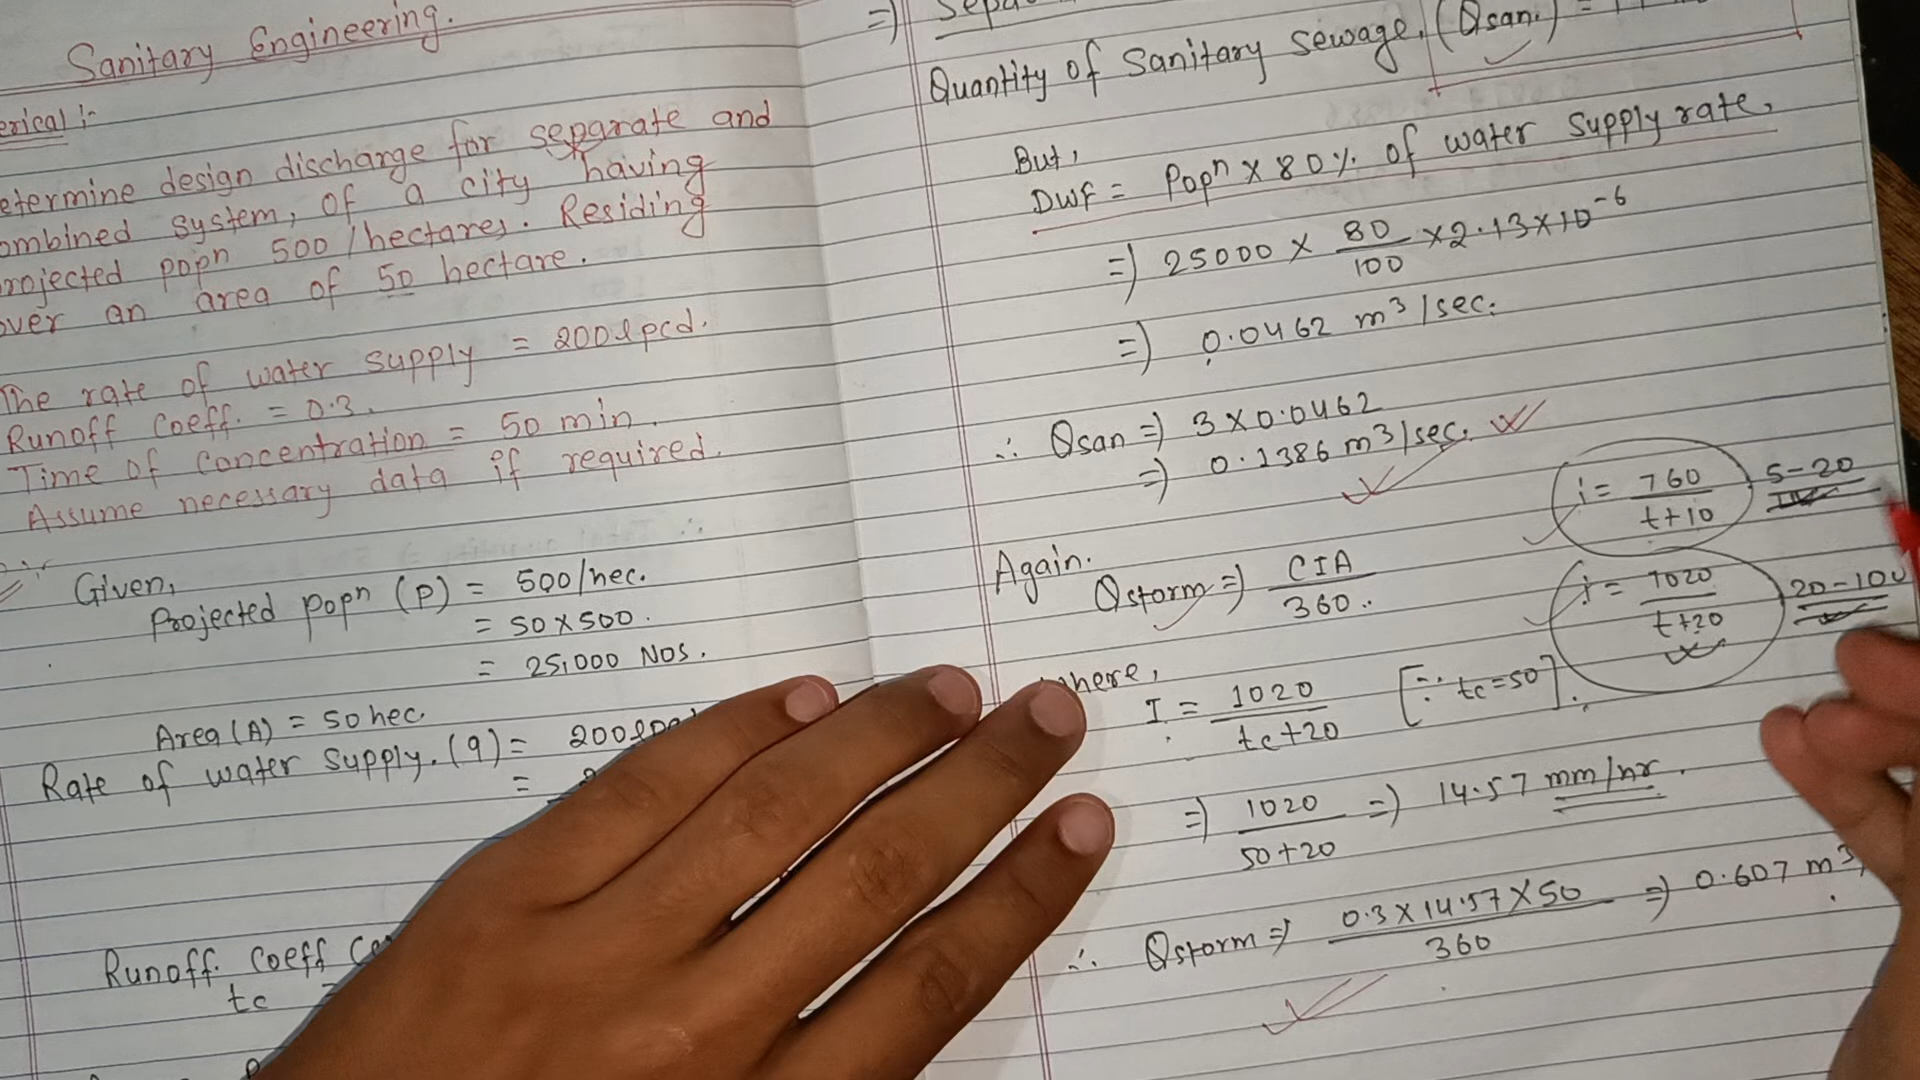 Sanitary Engineering.
erical :-
etermine design discharge for separate and
ombined system, of a city having
rojected popn 500/hectares. Residing
over an area of 50 hectare.
The rate of water supply = 200lpcd.
Runoff Coeff. = 0.3.
Time of Concentration = 50 min.
Assume necessary data if required.
Given,
Projected popn (P) = 500/hec.
= 50 x 500.
= 25,000 Nos.
Area (A) = 50 hec.
Rate of water supply. (q) = 200lpcd
=
Runoff. Coeff
tc =
=)
Quantity of Sanitary Sewage, (Qsan.) =
But,
DWF = Popn x 80% of water supply rate.
=) 25000 x 80/100 x 2.13 x 10^-6
=) 0.0462 m3/sec.
∴ Qsan =) 3 x 0.0462
=) 0.1386 m3/sec.
i = 760/t+10 5-20
Again.
Qstorm =) CIA/360..
i = 1020/t+20 20-100
where,
I = 1020/tc+20 [∵ tc=50].
=) 1020/50+20 =) 14.57 mm/hr.
∴ Qstorm =) 0.3 x 14.57 x 50/360 =) 0.607 m3